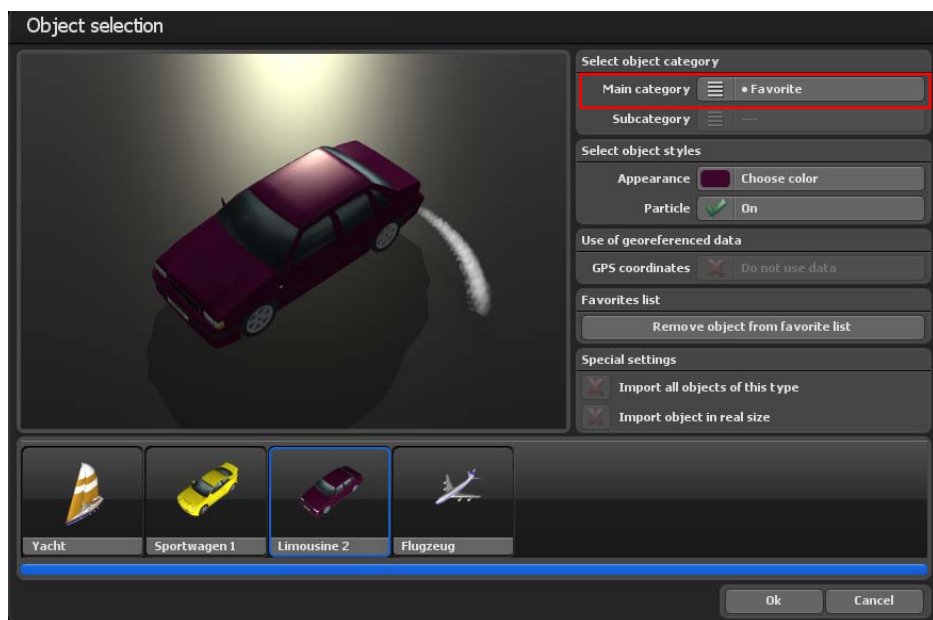 Object selection
Select object category
Main category • Favorite
Subcategory ---
Select object styles
Appearance Choose color
Particle On
Use of georeferenced data
GPS coordinates Do not use data
Favorites list
Remove object from favorite list
Special settings
Import all objects of this type
Import object in real size
Yacht Sportwagen 1 Limousine 2 Flugzeug
Ok Cancel